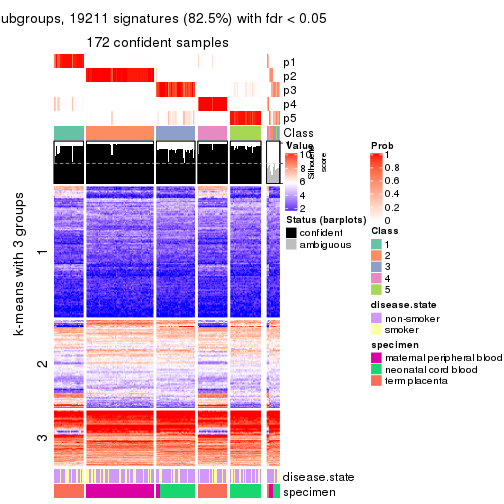 ubgroups, 19211 signatures (82.5%) with fdr < 0.05
172 confident samples
p1
p2
p3
p4
p5
Class
1
2
3
k-means with 3 groups
disease.state
specimen
Value
10
8
6
4
2
Silhouette
score
Status (barplots)
confident
ambiguous
Prob
1
0.8
0.6
0.4
0.2
0
Class
1
2
3
4
5
disease.state
non-smoker
smoker
specimen
maternal peripheral blood
neonatal cord blood
term placenta